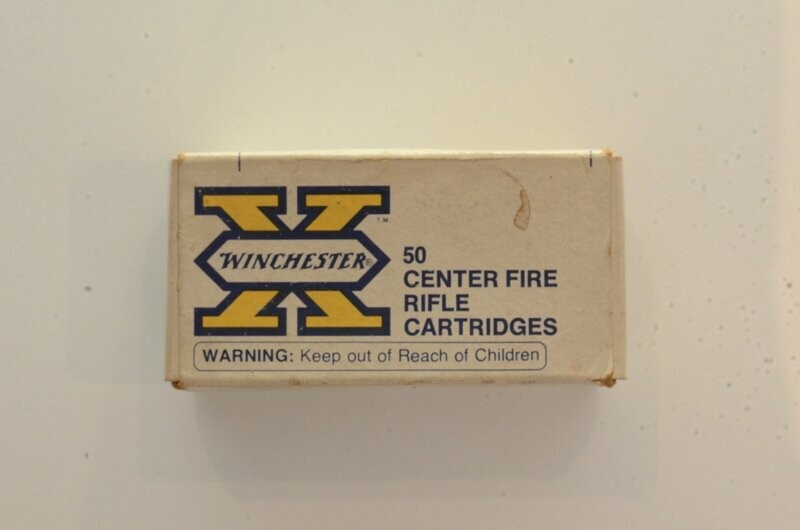 X
T.M.
WINCHESTER®
50
CENTER FIRE
RIFLE
CARTRIDGES
WARNING: Keep out of Reach of Children